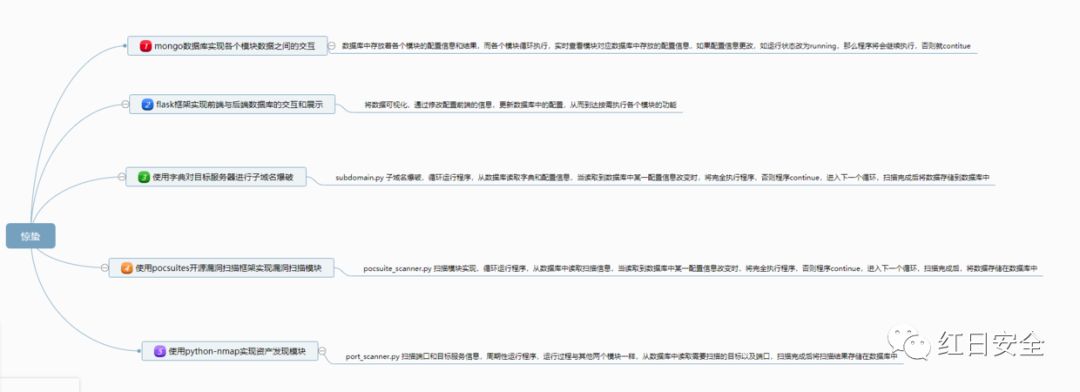 惊蛰
1 mongo数据库实现各个模块数据之间的交互
数据库中存放着各个模块的配置信息和结果，而各个模块循环执行，实时查看模块对应数据库中存放的配置信息，如果配置信息更改，如运行状态改为running，那么程序将会继续执行，否则就contitue
2 flask框架实现前端与后端数据库的交互和展示
将数据可视化，通过修改配置前端的信息，更新数据库中的配置，从而到达按需执行各个模块的功能
3 使用字典对目标服务器进行子域名爆破
subdomain.py 子域名爆破，循环运行程序，从数据库读取字典和配置信息，当读取到数据库中某一配置信息改变时，将完全执行程序、否则程序continue，进入下一个循环，扫描完成后将数据存储到数据库中
4 使用pocsuites开源漏洞扫描框架实现漏洞扫描模块
pocsuite_scanner.py 扫描模块实现，循环运行程序，从数据库中读取扫描信息，当读取到数据库中某一配置信息改变时，将完全执行程序、否则程序continue，进入下一个循环，扫描完成后，将数据存储在数据库中
5 使用python-nmap实现资产发现模块
port_scanner.py 扫描端口和目标服务信息，周期性运行程序，运行过程与其他两个模块一样，从数据库中读取需要扫描的目标以及端口，扫描完成后将扫描结果存储在数据库中
红日安全